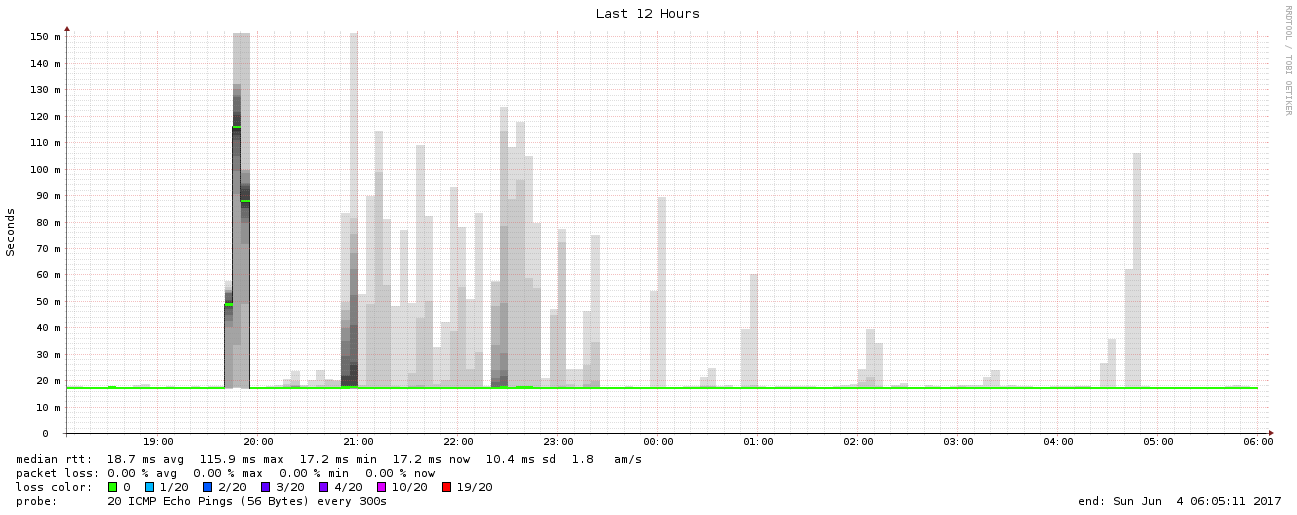 Last 12 Hours
RRDTOOL / TOBI OETIKER
Seconds
150 m
140 m
130 m
120 m
110 m
100 m
90 m
80 m
70 m
60 m
50 m
40 m
30 m
20 m
10 m
0
19:00 20:00 21:00 22:00 23:00 00:00 01:00 02:00 03:00 04:00 05:00 06:00
median rtt: 18.7 ms avg 115.9 ms max 17.2 ms min 17.2 ms now 10.4 ms sd 1.8 am/s
packet loss: 0.00 % avg 0.00 % max 0.00 % min 0.00 % now
loss color: 0 1/20 2/20 3/20 4/20 10/20 19/20
probe: 20 ICMP Echo Pings (56 Bytes) every 300s end: Sun Jun 4 06:05:11 2017